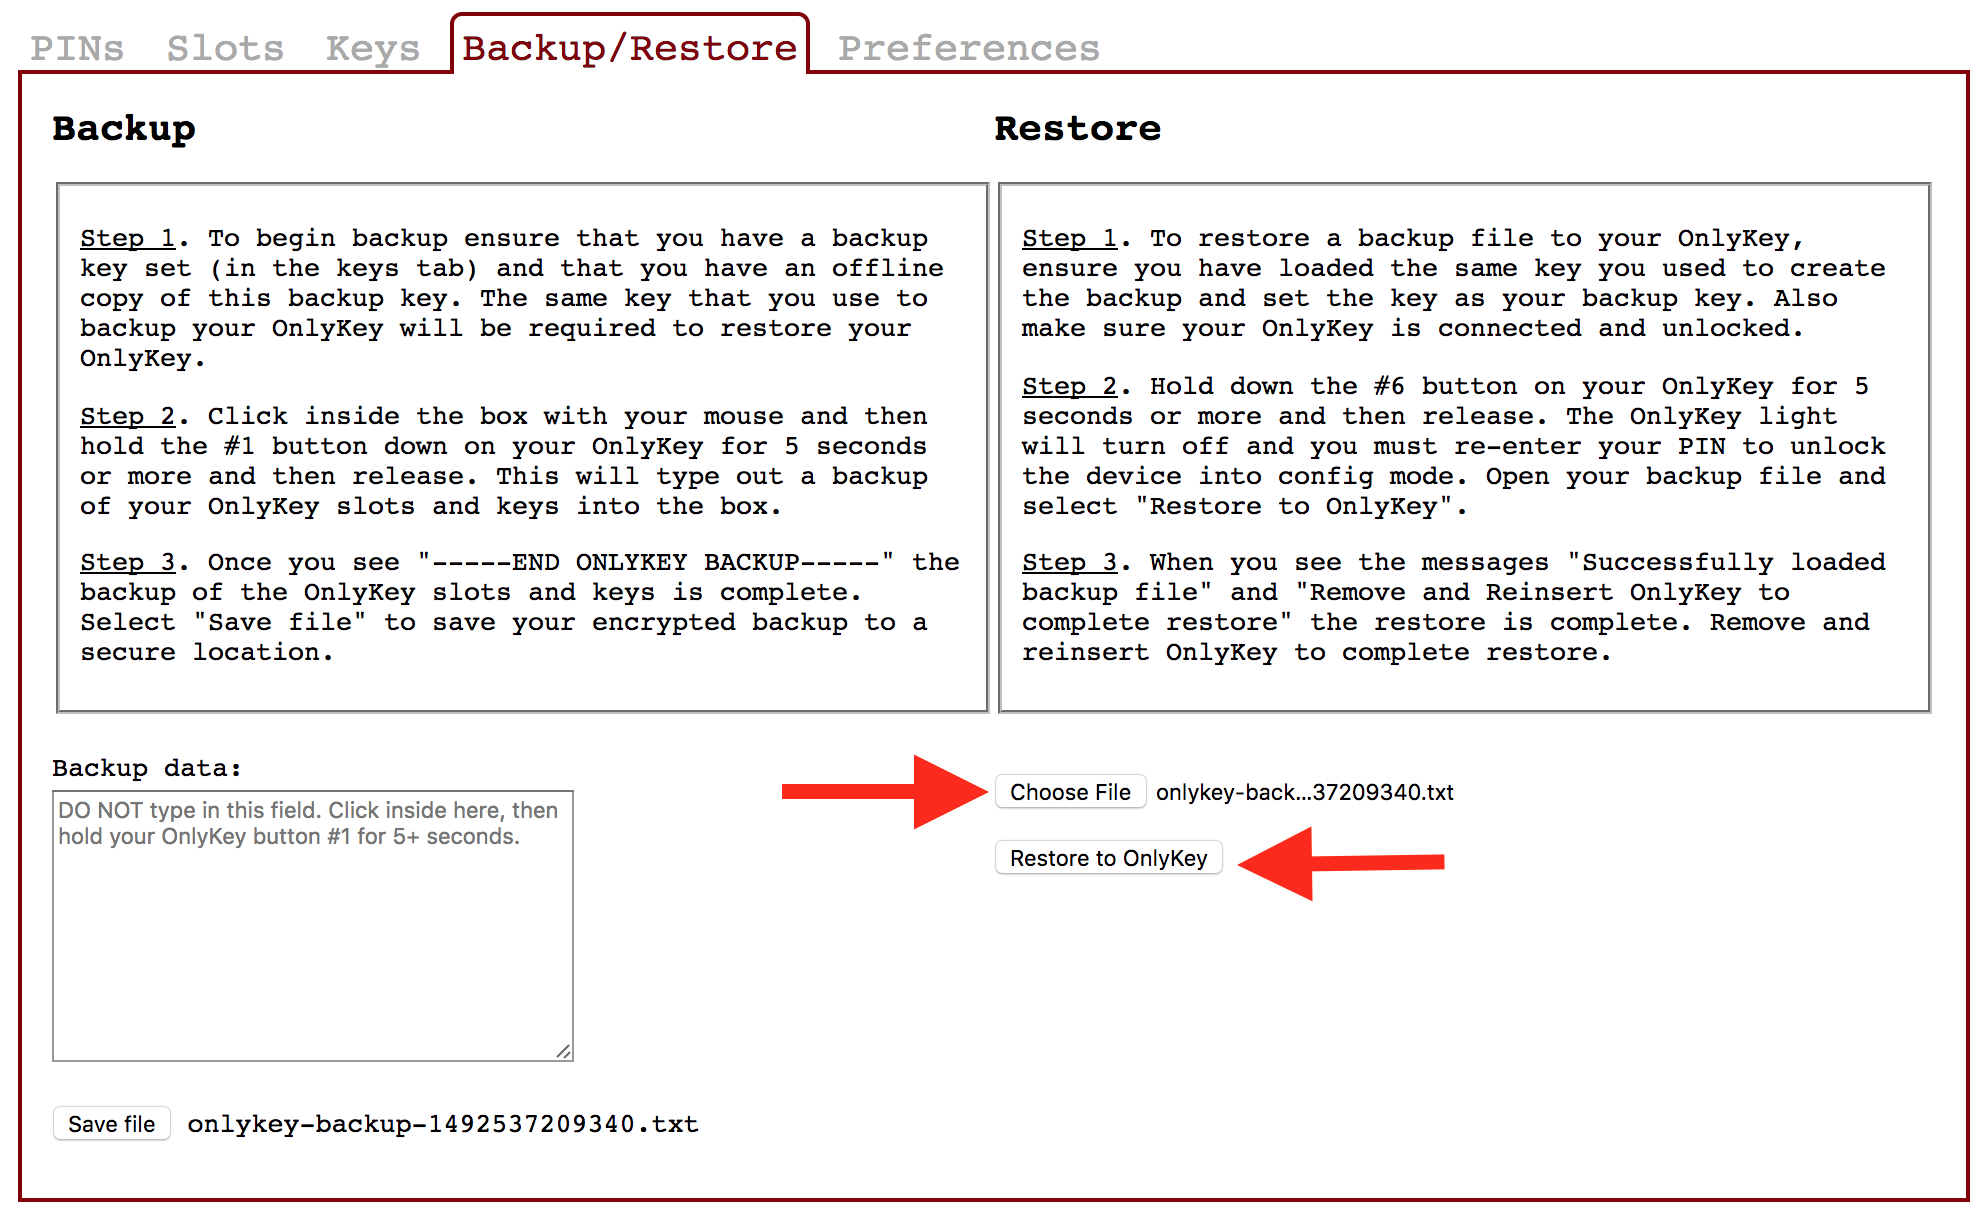 PINs Slots Keys Backup/Restore Preferences
Backup
Step 1. To begin backup ensure that you have a backup
key set (in the keys tab) and that you have an offline
copy of this backup key. The same key that you use to
backup your OnlyKey will be required to restore your
OnlyKey.
Step 2. Click inside the box with your mouse and then
hold the #1 button down on your OnlyKey for 5 seconds
or more and then release. This will type out a backup
of your OnlyKey slots and keys into the box.
Step 3. Once you see "-----END ONLYKEY BACKUP-----" the
backup of the OnlyKey slots and keys is complete.
Select "Save file" to save your encrypted backup to a
secure location.
Backup data:
DO NOT type in this field. Click inside here, then
hold your OnlyKey button #1 for 5+ seconds.
Save file onlykey-backup-1492537209340.txt
Restore
Step 1. To restore a backup file to your OnlyKey,
ensure you have loaded the same key you used to create
the backup and set the key as your backup key. Also
make sure your OnlyKey is connected and unlocked.
Step 2. Hold down the #6 button on your OnlyKey for 5
seconds or more and then release. The OnlyKey light
will turn off and you must re-enter your PIN to unlock
the device into config mode. Open your backup file and
select "Restore to OnlyKey".
Step 3. When you see the messages "Successfully loaded
backup file" and "Remove and Reinsert OnlyKey to
complete restore" the restore is complete. Remove and
reinsert OnlyKey to complete restore.
Choose File onlykey-back...37209340.txt
Restore to OnlyKey